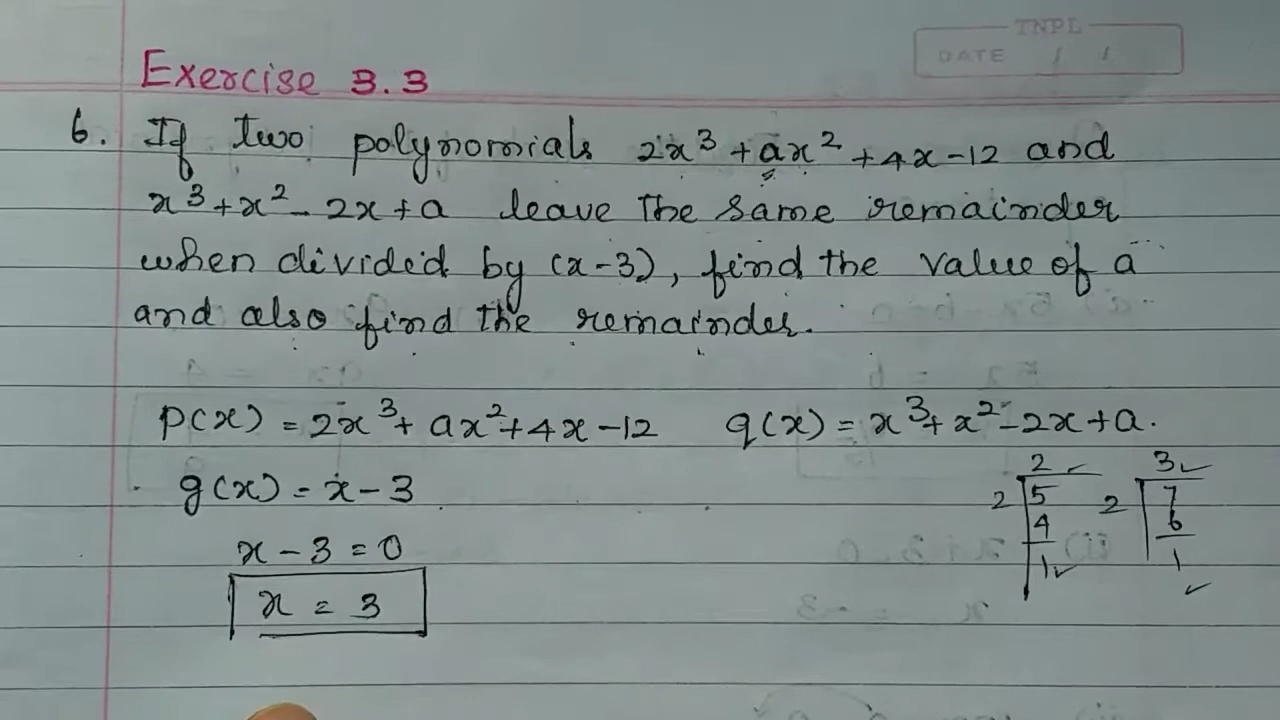 TNPL
DATE / /
Exercise 3.3
6. If two polynomials 2x³ + ax² + 4x - 12 and
x³ + x² - 2x + a leave the same remainder
when divided by (x - 3), find the value of a
and also find the remainder.
p(x) = 2x³ + ax² + 4x - 12 q(x) = x³ + x² - 2x + a.
g(x) = x - 3
x - 3 = 0
x = 3
2 ✓ 3 ✓
2 5 2 7
4 6
1 ✓ 1
✓